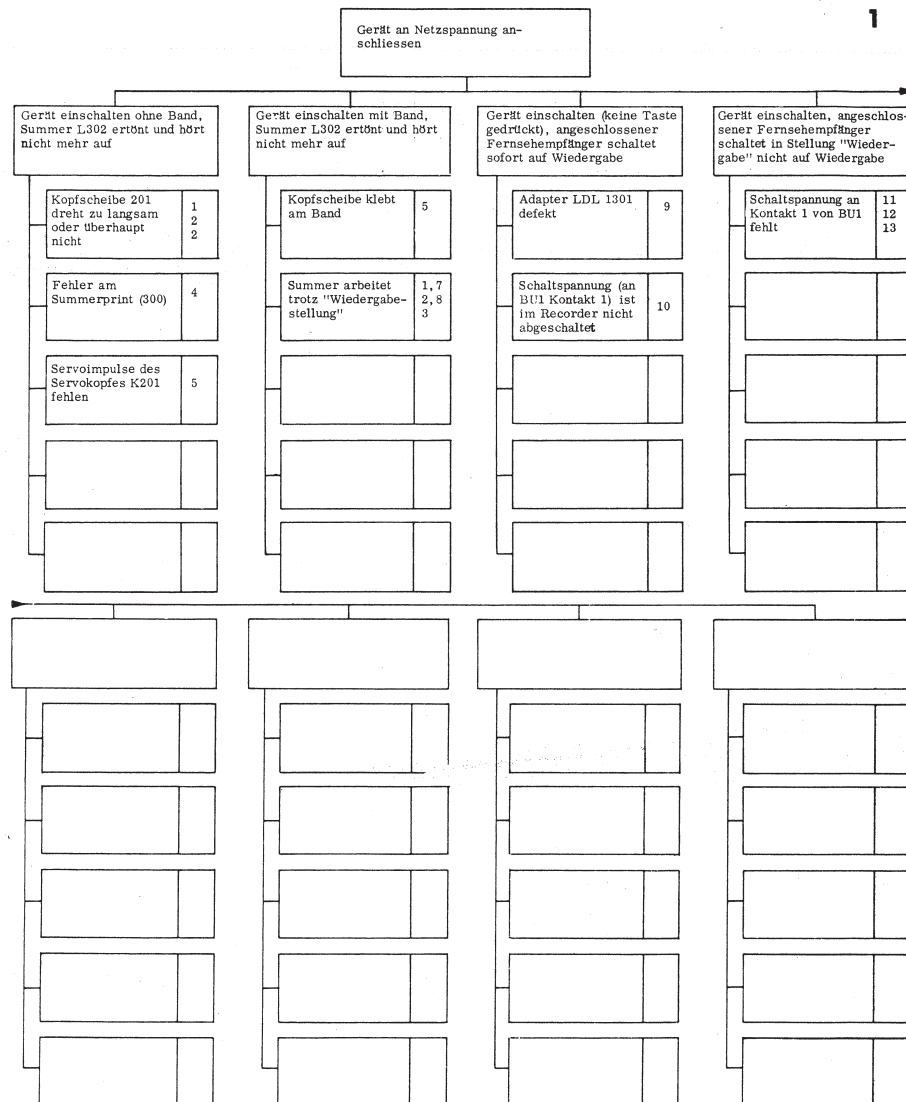 1
Gerät an Netzspannung an-
schliessen
Gerät einschalten ohne Band,
Summer L302 ertönt und hört
nicht mehr auf
Kopfscheibe 201
dreht zu langsam
oder überhaupt
nicht
1
2
2
Fehler am
Summerprint (300)
4
Servoimpulse des
Servokopfes K201
fehlen
5
Gerät einschalten mit Band,
Summer L302 ertönt und hört
nicht mehr auf
Kopfscheibe klebt
am Band
5
Summer arbeitet
trotz "Wiedergabe-
stellung"
1,7
2,8
3
Gerät einschalten (keine Taste
gedrückt), angeschlossener
Fernsehempfänger schaltet
sofort auf Wiedergabe
Adapter LDL 1301
defekt
9
Schaltspannung (an
BU1 Kontakt 1) ist
im Recorder nicht
abgeschaltet
10
Gerät einschalten, angeschlos-
sener Fernsehempfänger
schaltet in Stellung "Wieder-
gabe" nicht auf Wiedergabe
Schaltspannung an
Kontakt 1 von BU1
fehlt
11
12
13